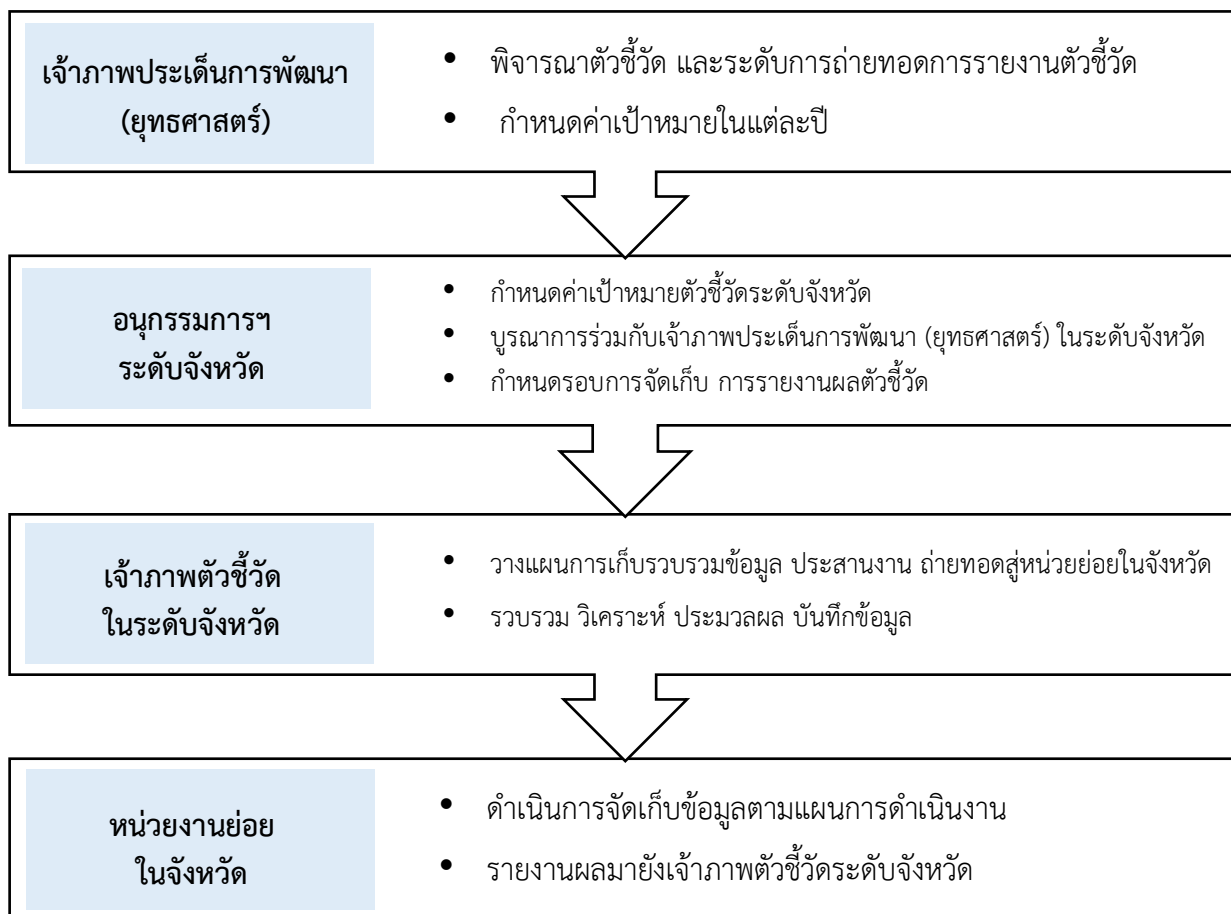 เจ้าภาพประเด็นการพัฒนา
(ยุทธศาสตร์)
• พิจารณาตัวชี้วัด และระดับการถ่ายทอดการรายงานตัวชี้วัด
• กำหนดค่าเป้าหมายในแต่ละปี
อนุกรรมการฯ
ระดับจังหวัด
• กำหนดค่าเป้าหมายตัวชี้วัดระดับจังหวัด
• บูรณาการร่วมกับเจ้าภาพประเด็นการพัฒนา (ยุทธศาสตร์) ในระดับจังหวัด
• กำหนดรอบการจัดเก็บ การรายงานผลตัวชี้วัด
เจ้าภาพตัวชี้วัด
ในระดับจังหวัด
• วางแผนการเก็บรวบรวมข้อมูล ประสานงาน ถ่ายทอดสู่หน่วยย่อยในจังหวัด
• รวบรวม วิเคราะห์ ประมวลผล บันทึกข้อมูล
หน่วยงานย่อย
ในจังหวัด
• ดำเนินการจัดเก็บข้อมูลตามแผนการดำเนินงาน
• รายงานผลมายังเจ้าภาพตัวชี้วัดระดับจังหวัด